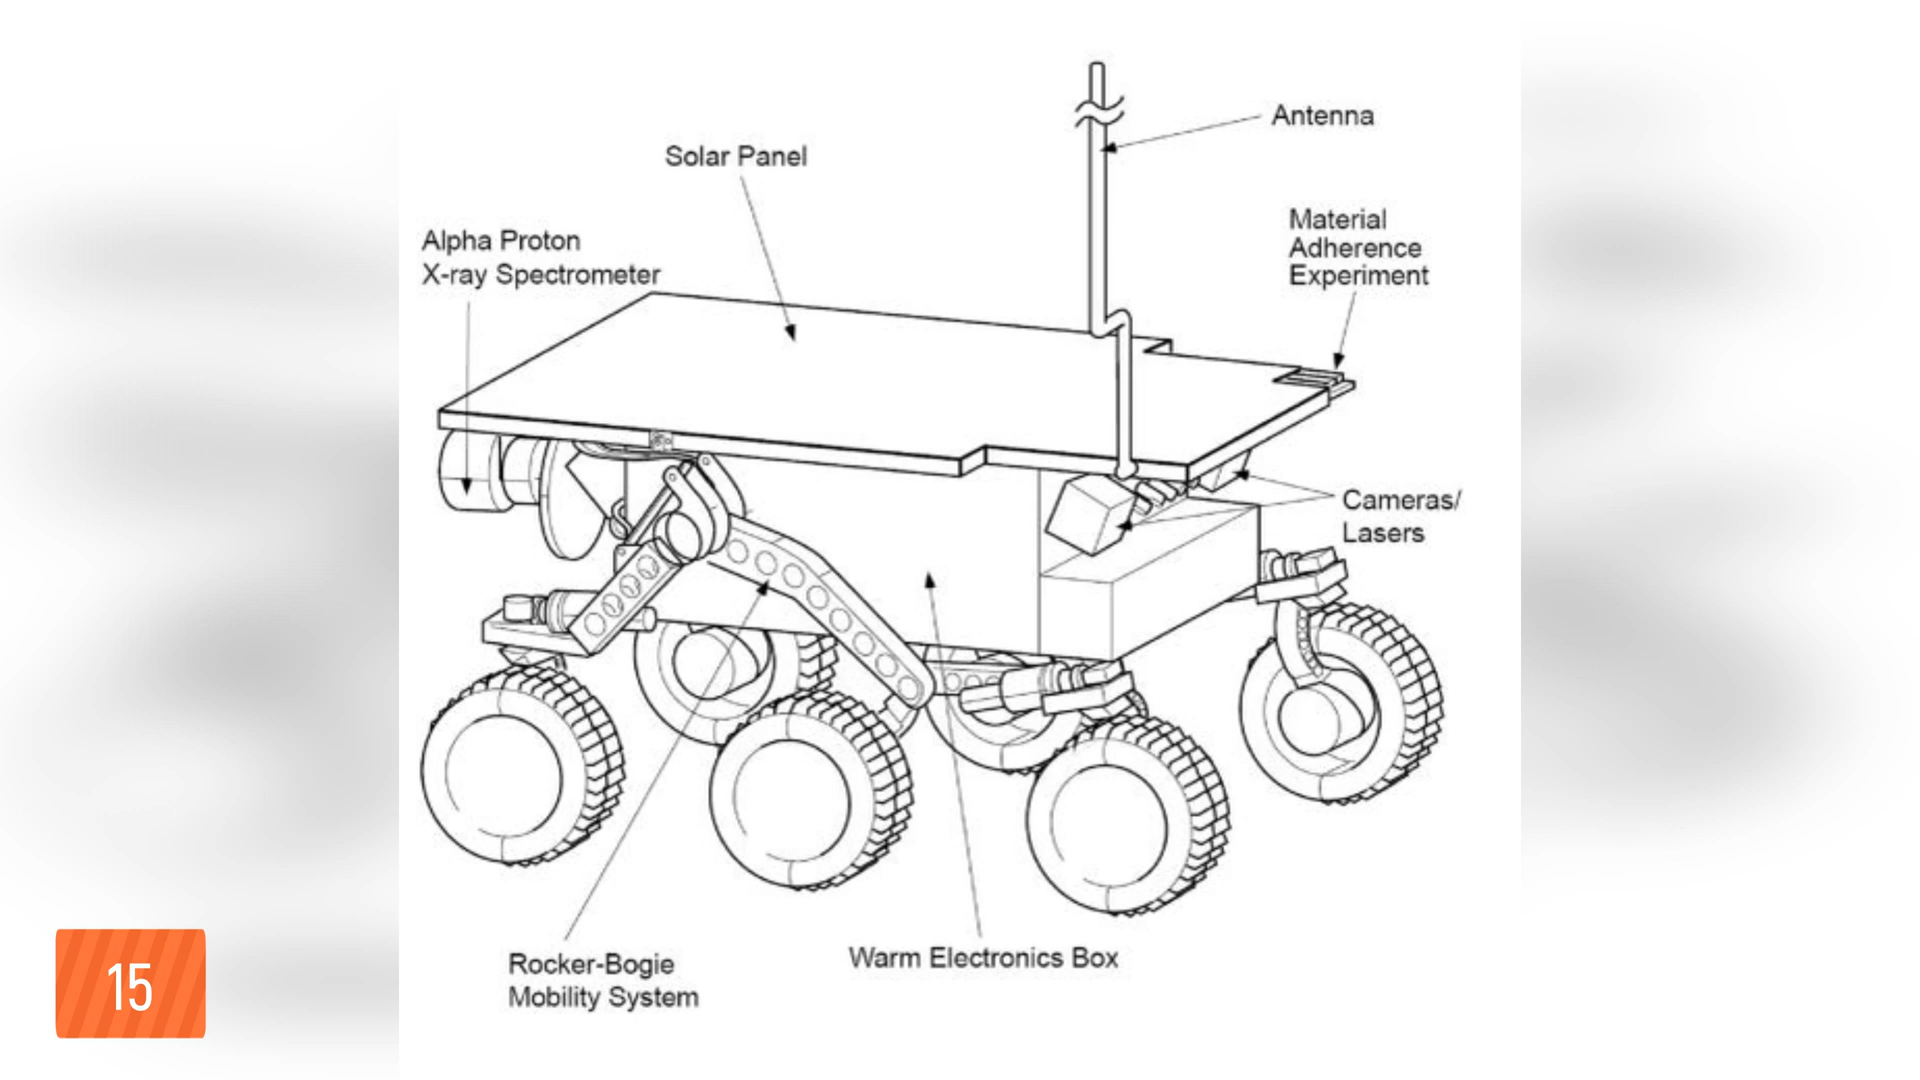 Antenna
Solar Panel
Material
Adherence
Experiment
Alpha Proton
X-ray Spectrometer
Cameras/
Lasers
Rocker-Bogie
Mobility System
Warm Electronics Box
15